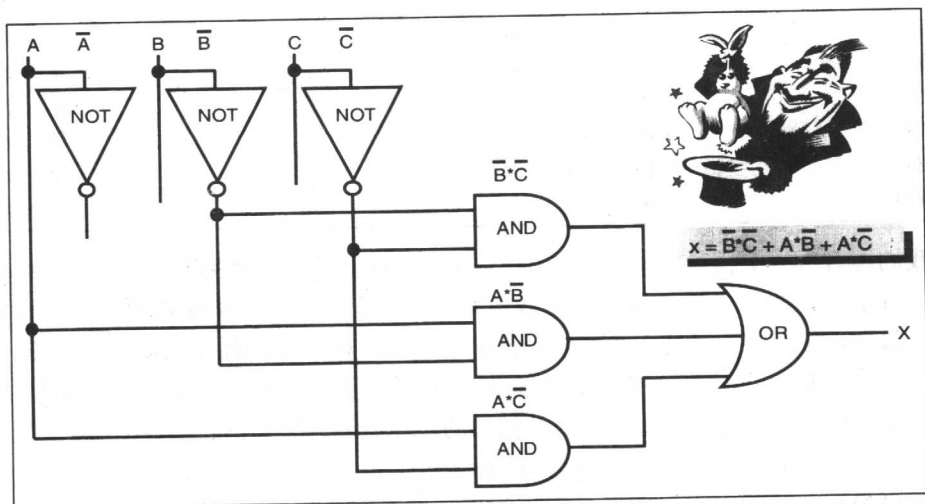 A A̅ B B̅ C C̅
NOT NOT NOT
B̅*C̅
AND
x = B̅*C̅ + A*B̅ + A*C̅
A*B̅
AND
OR
X
A*C̅
AND